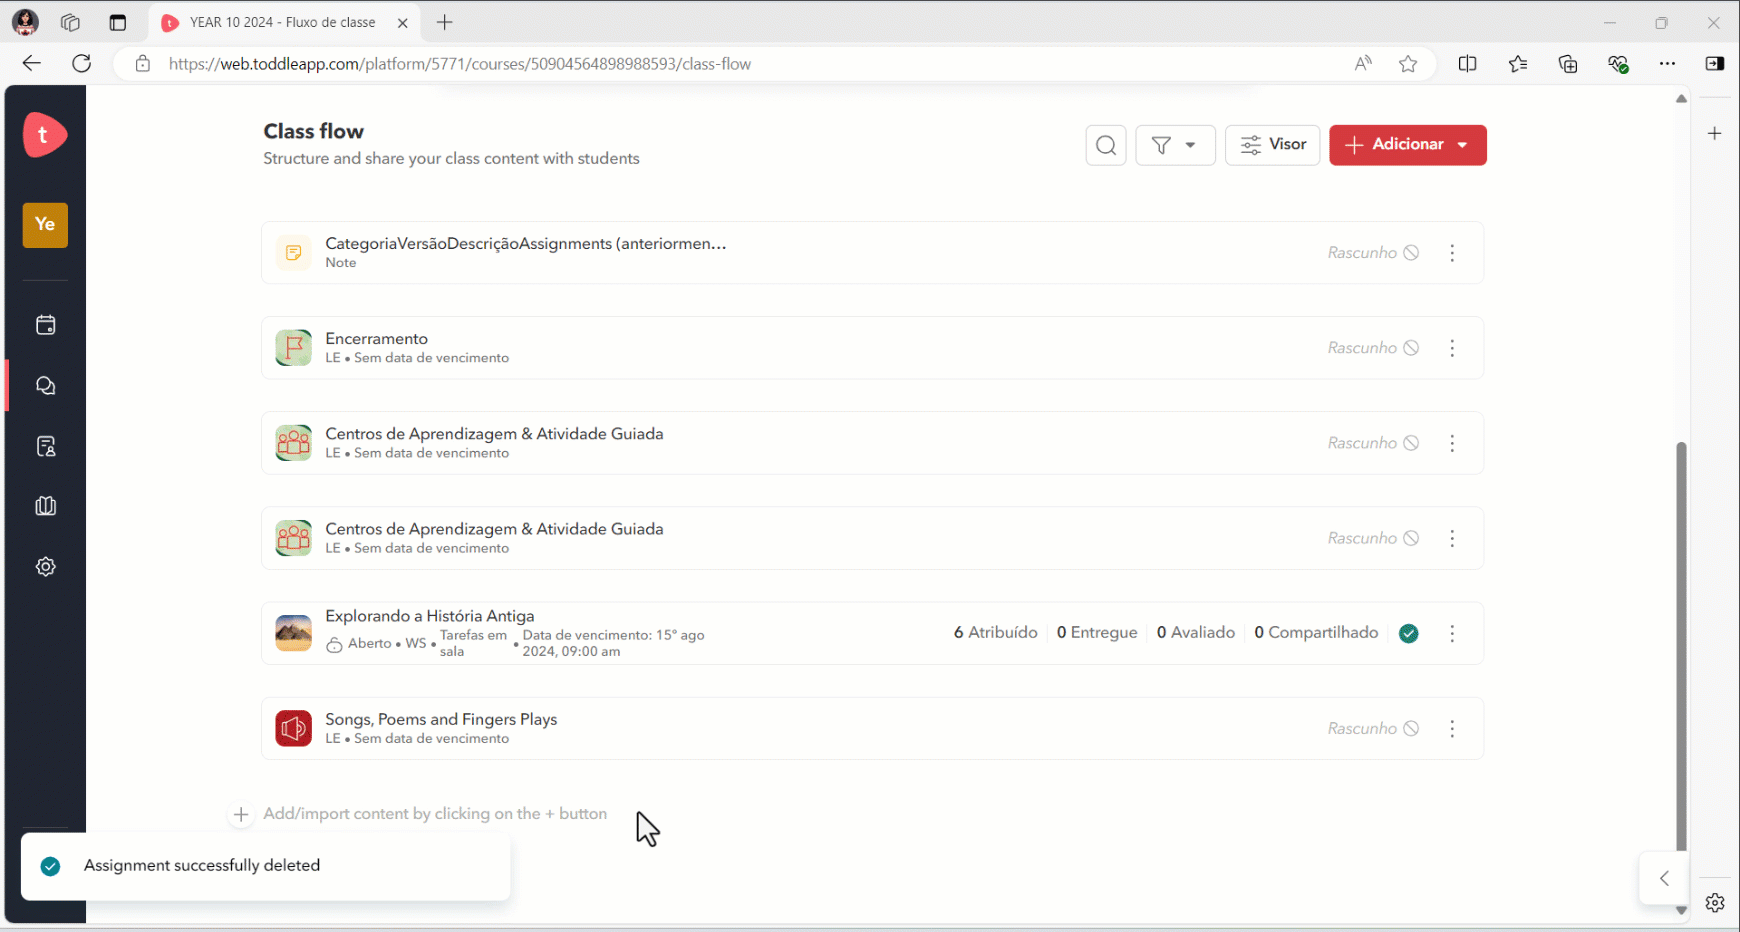 YEAR 10 2024 - Fluxo de classe
https://web.toddleapp.com/platform/5771/courses/50904564898988593/class-flow
t
Ye
Class flow
Structure and share your class content with students
Visor
Adicionar
CategoriaVersãoDescriçãoAssignments (anteriormen...
Note
Rascunho
Encerramento
LE • Sem data de vencimento
Rascunho
Centros de Aprendizagem & Atividade Guiada
LE • Sem data de vencimento
Rascunho
Centros de Aprendizagem & Atividade Guiada
LE • Sem data de vencimento
Rascunho
Explorando a História Antiga
Aberto • WS • Tarefas em sala • Data de vencimento: 15º ago 2024, 09:00 am
6 Atribuído 0 Entregue 0 Avaliado 0 Compartilhado
Songs, Poems and Fingers Plays
LE • Sem data de vencimento
Rascunho
Add/import content by clicking on the + button
Assignment successfully deleted